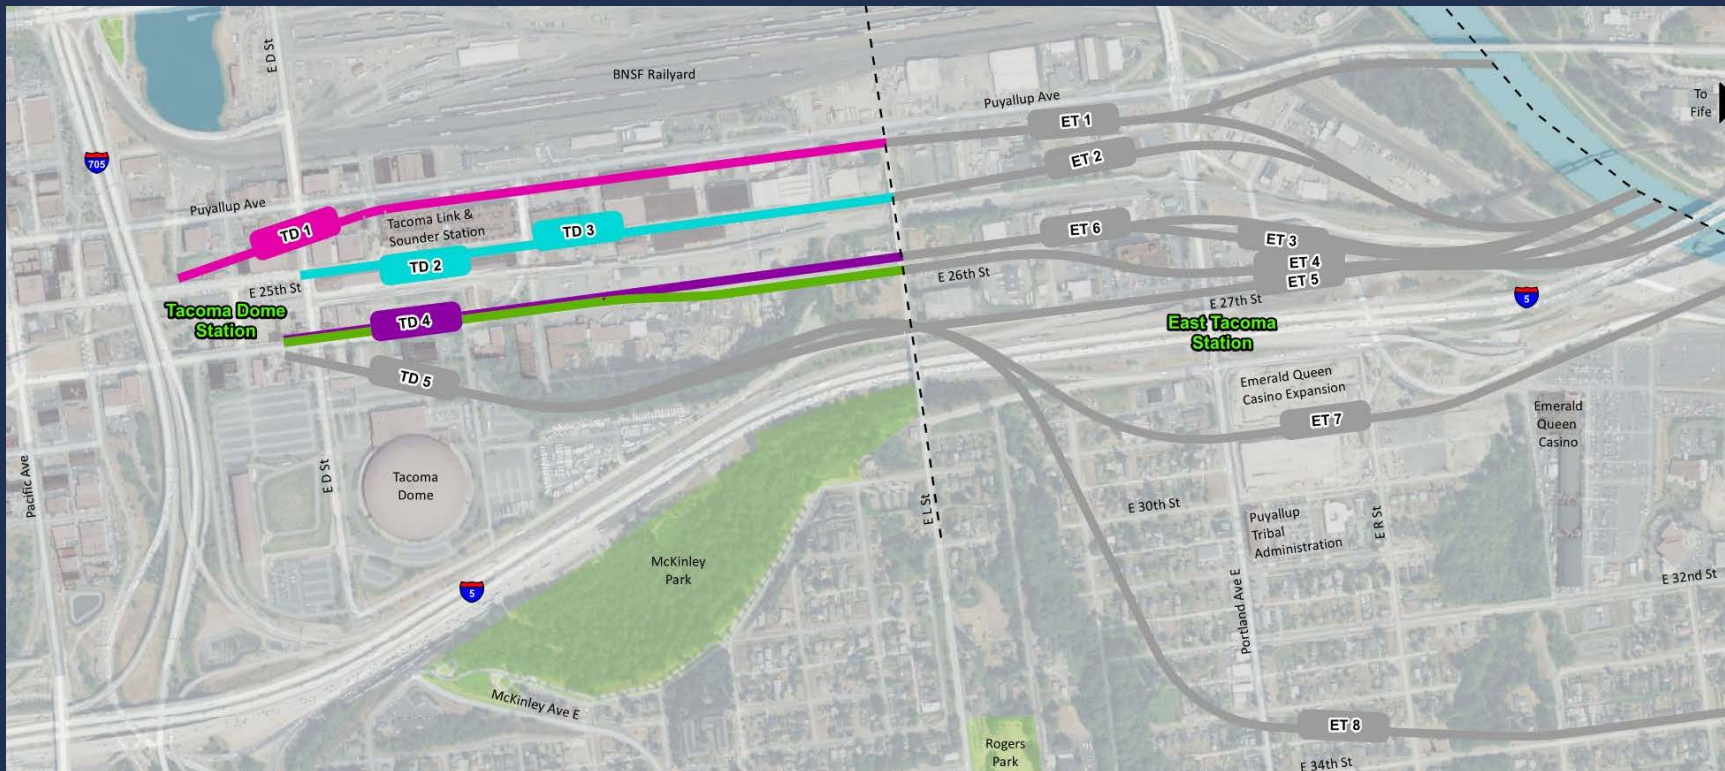 E D St
BNSF Railyard
To
Fife
Puyallup Ave
ET 1
705
ET 2
Puyallup Ave
TD 1
Tacoma Link &
Sounder Station
TD 3
TD 2
ET 6
ET 3
ET 4
ET 5
E 26th St
E 25th St
E 27th St
5
Tacoma Dome
Station
TD 4
East Tacoma
Station
TD 5
Emerald Queen
Casino Expansion
ET 7
Emerald
Queen
Casino
Pacific Ave
E D St
Tacoma
Dome
E L St
E 30th St
Puyallup
Tribal
Administration
E R St
McKinley
Park
5
Portland Ave E
E 32nd St
McKinley Ave E
ET 8
Rogers
Park
E 34th St